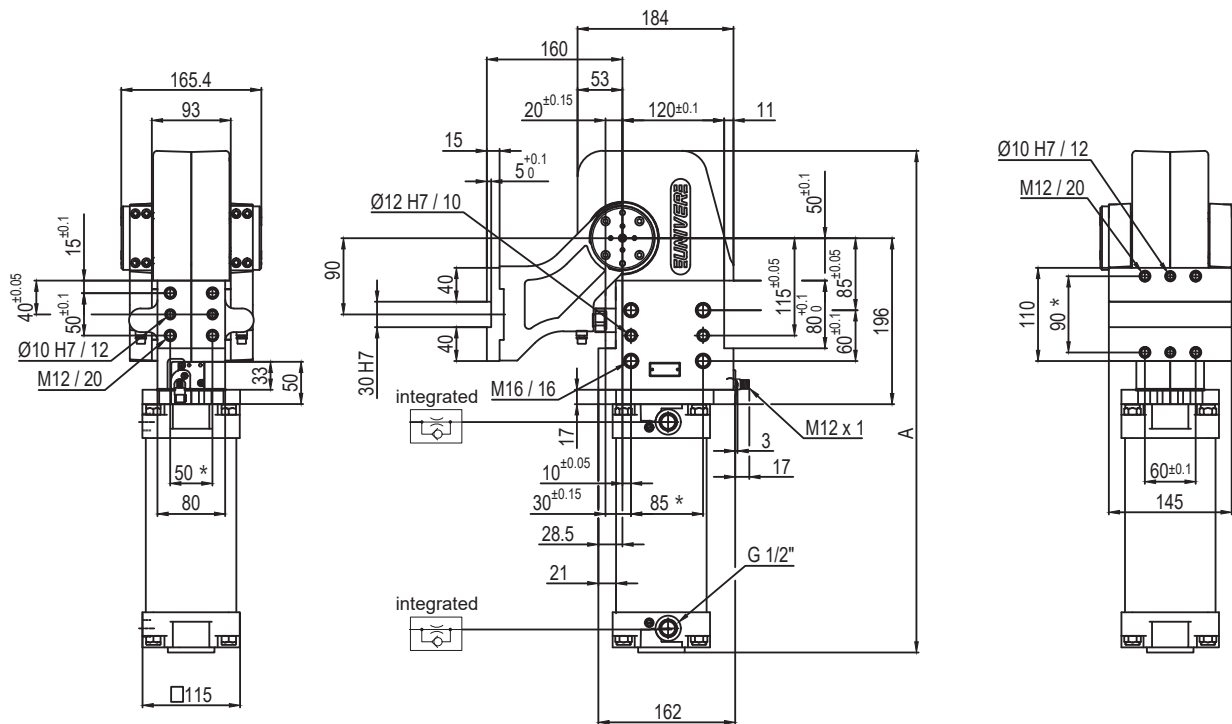 165.4
93
15±0.1
40±0.05
50±0.1
Ø10 H7 / 12
M12 / 20
33
50
50 *
80
□115
184
160
53
20±0.15
120±0.1
11
15
5 +0.1 0
Ø12 H7 / 10
UNIVER
50±0.1
90
40
40
30 H7
115±0.05
80 +0.1 0
85±0.05
60±0.1
196
A
M16 / 16
integrated
17
M12 x 1
3
17
10±0.05
30±0.15
85 *
28.5
21
G 1/2"
integrated
162
Ø10 H7 / 12
M12 / 20
110
90 *
60±0.1
145